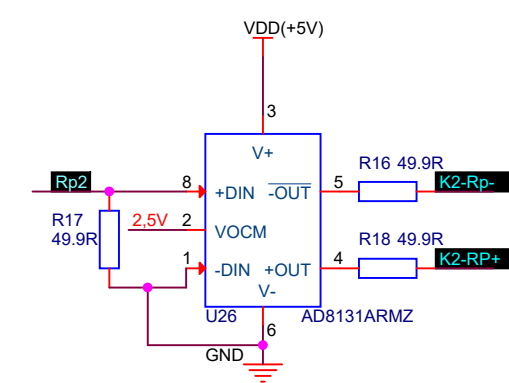 VDD(+5V)
3
V+
R16 49.9R
Rp2
8
+DIN
-OUT
5
K2-Rp-
R17
49.9R
2,5V
2
VOCM
R18 49.9R
1
-DIN
+OUT
4
K2-RP+
V-
U26
AD8131ARMZ
6
GND